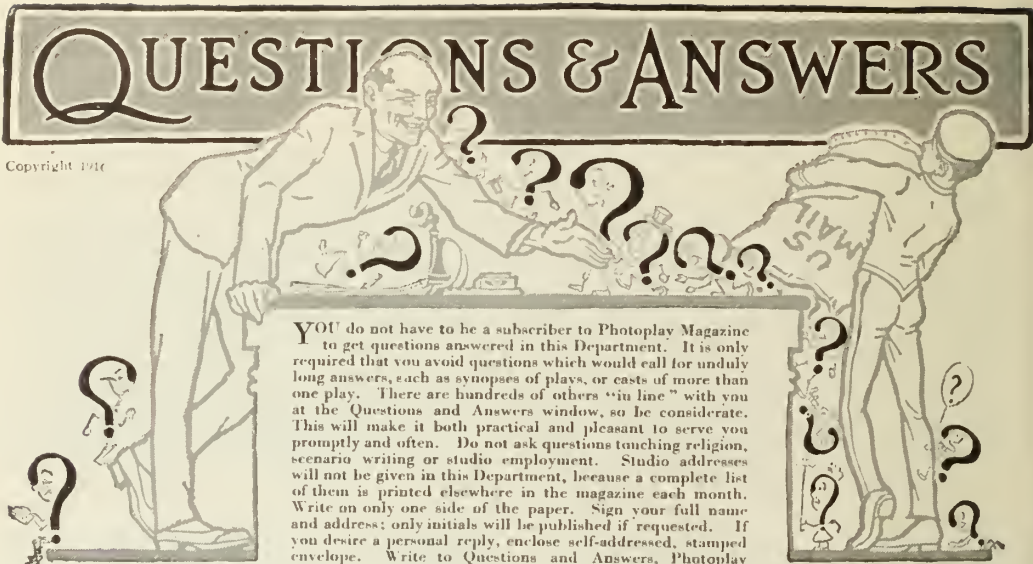 QUESTIONS & ANSWERS
Copyright 191
U S MAIL
YOU do not have to be a subscriber to Photoplay Magazine
to get questions answered in this Department. It is only
required that you avoid questions which would call for unduly
long answers, such as synopses of plays, or casts of more than
one play. There are hundreds of others "in line" with you
at the Questions and Answers window, so be considerate.
This will make it both practical and pleasant to serve you
promptly and often. Do not ask questions touching religion,
scenario writing or studio employment. Studio addresses
will not be given in this Department, because a complete list
of them is printed elsewhere in the magazine each month.
Write on only one side of the paper. Sign your full name
and address; only initials will be published if requested. If
you desire a personal reply, enclose self-addressed, stamped
envelope. Write to Questions and Answers, Photoplay